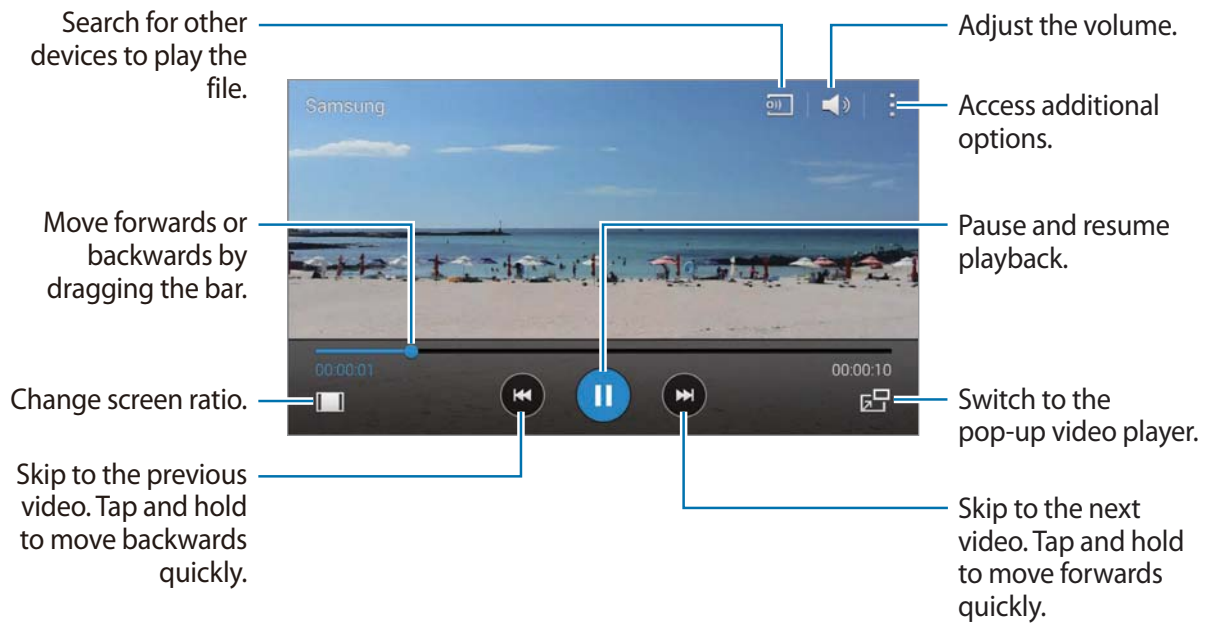 Search for other
devices to play the
file.
Adjust the volume.
Samsung
Access additional
options.
Move forwards or
backwards by
dragging the bar.
Pause and resume
playback.
00:00:01
00:00:10
Change screen ratio.
Switch to the
pop-up video player.
Skip to the previous
video. Tap and hold
to move backwards
quickly.
Skip to the next
video. Tap and hold
to move forwards
quickly.